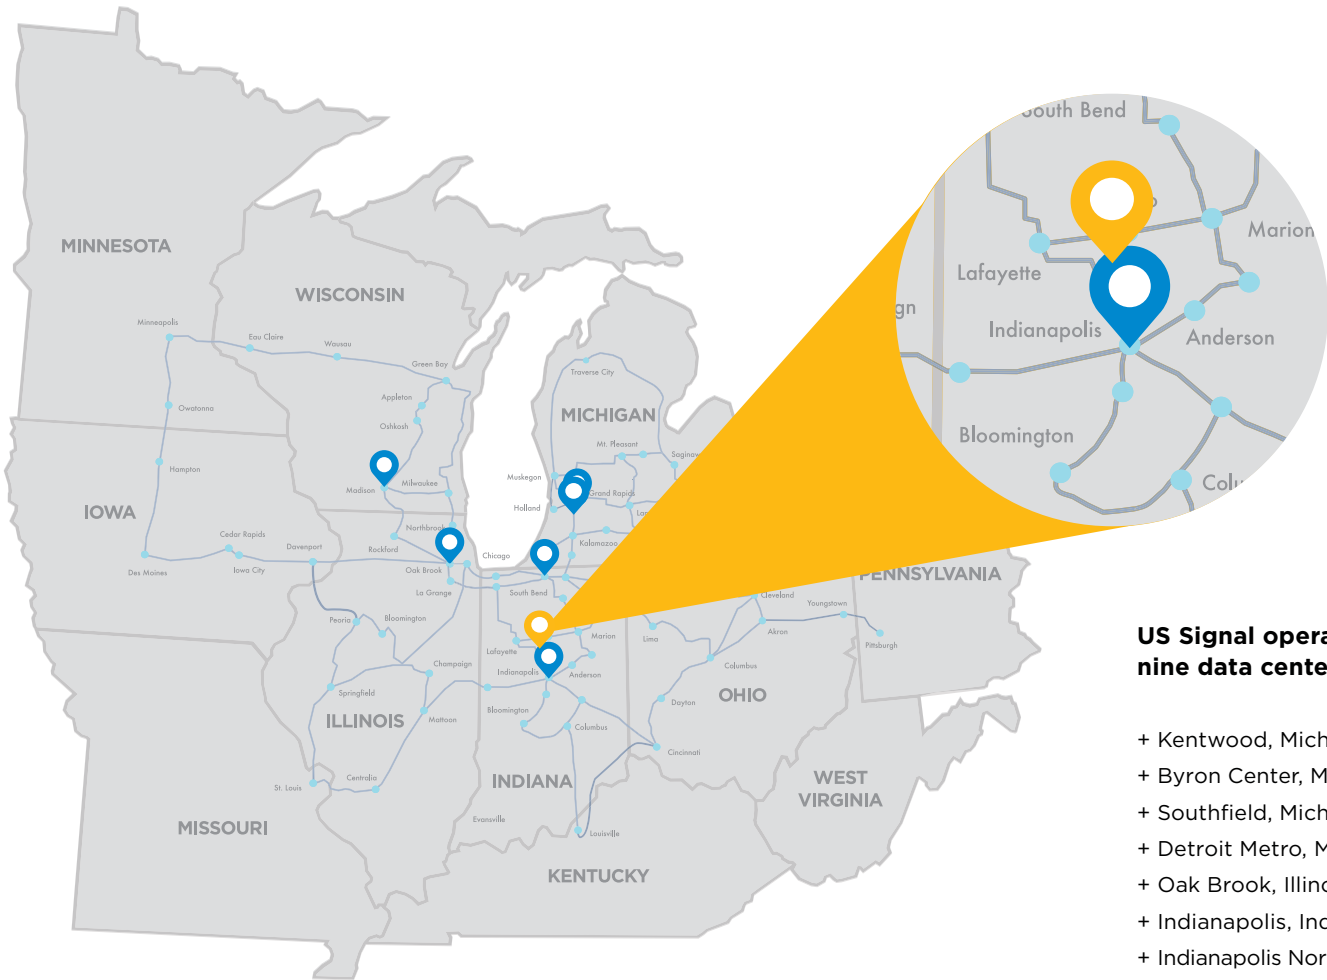 MINNESOTA
WISCONSIN
MICHIGAN
IOWA
ILLINOIS
INDIANA
OHIO
PENNSYLVANIA
WEST
VIRGINIA
MISSOURI
KENTUCKY
Minneapolis
Eau Claire
Wausau
Green Bay
Appleton
Oshkosh
Owatonna
Hampton
Madison
Milwaukee
Northbrook
Rockford
Cedar Rapids
Iowa City
Des Moines
Davenport
Oak Brook
Chicago
La Grange
South Bend
Traverse City
Mt. Pleasant
Saginaw
Muskegon
Grand Rapids
Holland
Kalamazoo
Peoria
Bloomington
Champaign
Springfield
Mattoon
St. Louis
Centralia
Lafayette
Marion
Indianapolis
Anderson
Bloomington
Columbus
Evansville
Louisville
Lima
Cleveland
Akron
Youngstown
Pittsburgh
Columbus
Dayton
Cincinnati
South Bend
Marion
Lafayette
gn
Indianapolis
Anderson
Bloomington
Colu
US Signal opera
nine data cente
+ Kentwood, Mich
+ Byron Center, M
+ Southfield, Mich
+ Detroit Metro, M
+ Oak Brook, Illino
+ Indianapolis, Ind
+ Indianapolis Nor